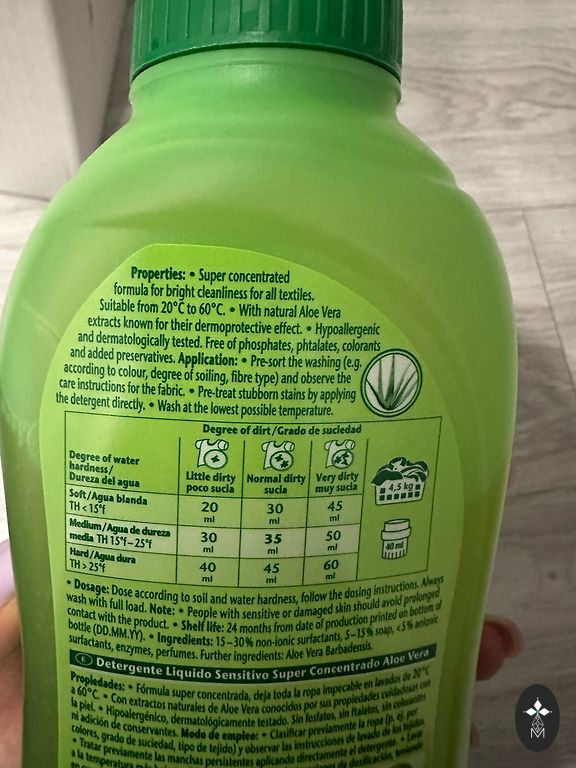 Properties: • Super concentrated
formula for bright cleanliness for all textiles.
Suitable from 20°C to 60°C. • With natural Aloe Vera
extracts known for their dermoprotective effect. • Hypoallergenic
and dermatologically tested. Free of phosphates, phtalates, colorants
and added preservatives. Application: • Pre-sort the washing (e.g.
according to colour, degree of soiling, fibre type) and observe the
care instructions for the fabric. • Pre-treat stubborn stains by applying
the detergent directly. • Wash at the lowest possible temperature.
Degree of dirt/Grado de suciedad
Degree of water
hardness/
Dureza del agua
Little dirty
poco sucia
Normal dirty
sucia
Very dirty
muy sucia
4,5 kg
Soft/Agua blanda
TH < 15°f
20
ml
30
ml
45
ml
Medium/Agua de dureza
media TH 15°f-25°f
30
ml
35
ml
50
ml
40 ml
Hard/Agua dura
TH > 25°f
40
ml
45
ml
60
ml
• Dosage: Dose according to soil and water hardness, follow the dosing instructions. Always
wash with full load. Note: • People with sensitive or damaged skin should avoid prolonged
contact with the product. • Shelf life: 24 months from date of production printed on bottom of
bottle (DD.MM.YY). • Ingredients: 15-30% non-ionic surfactants, 5-15% soap, <5% anionic
surfactants, enzymes, perfumes. Further ingredients: Aloe Vera Barbadensis.
E Detergente Líquido Sensitivo Super Concentrado Aloe Vera
Propiedades: • Fórmula super concentrada, deja toda la ropa impecable en lavados de 20°C
a 60°C. • Con extractos naturales de Aloe Vera conocidos por sus propiedades cuidadosas con
la piel. • Hipoalergénico, dermatológicamente testado. Sin fosfatos, sin ftalatos, sin colorantes
ni adición de conservantes. Modo de empleo: • Clasificar previamente la ropa (p. ej. por
colores, grado de suciedad, tipo de tejido) y observar las instrucciones de lavado de los tejidos.
• Tratar previamente las manchas persistentes aplicando directamente el detergente. • Lavar
a la temperatura más
M